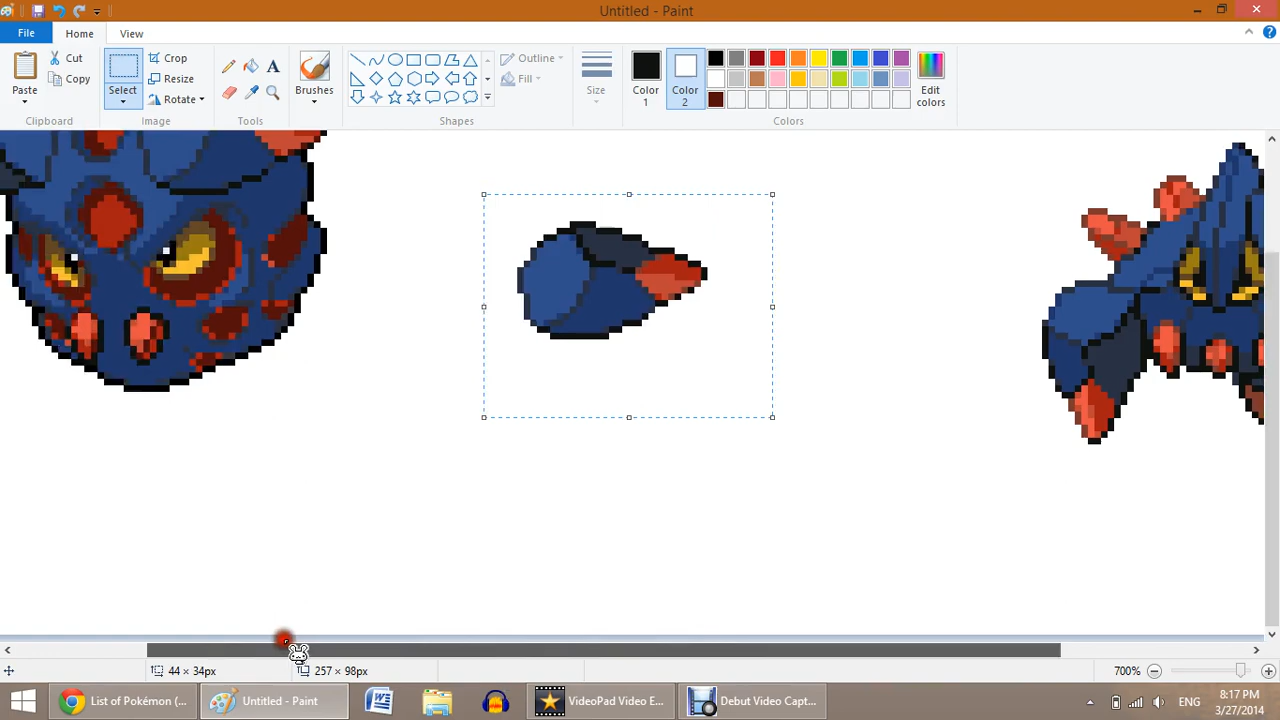 Untitled - Paint
File Home View
Paste
Cut
Copy
Clipboard
Select
Crop
Resize
Rotate
Image
A
Tools
Brushes
Outline
Fill
Shapes
Size
Color 1
Color 2
Edit colors
Colors
44 × 34px
257 × 98px
700%
List of Pokémon (...
Untitled - Paint
VideoPad Video E...
Debut Video Capt...
ENG
8:17 PM
3/27/2014